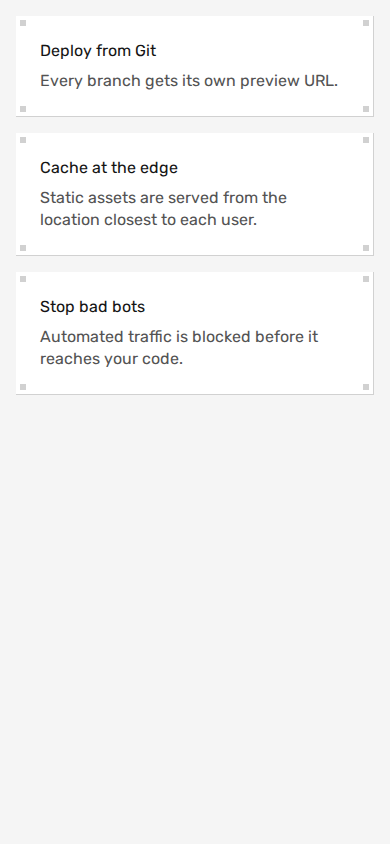 Deploy from Git
Every branch gets its own preview URL.
Cache at the edge
Static assets are served from the
location closest to each user.
Stop bad bots
Automated traffic is blocked before it
reaches your code.